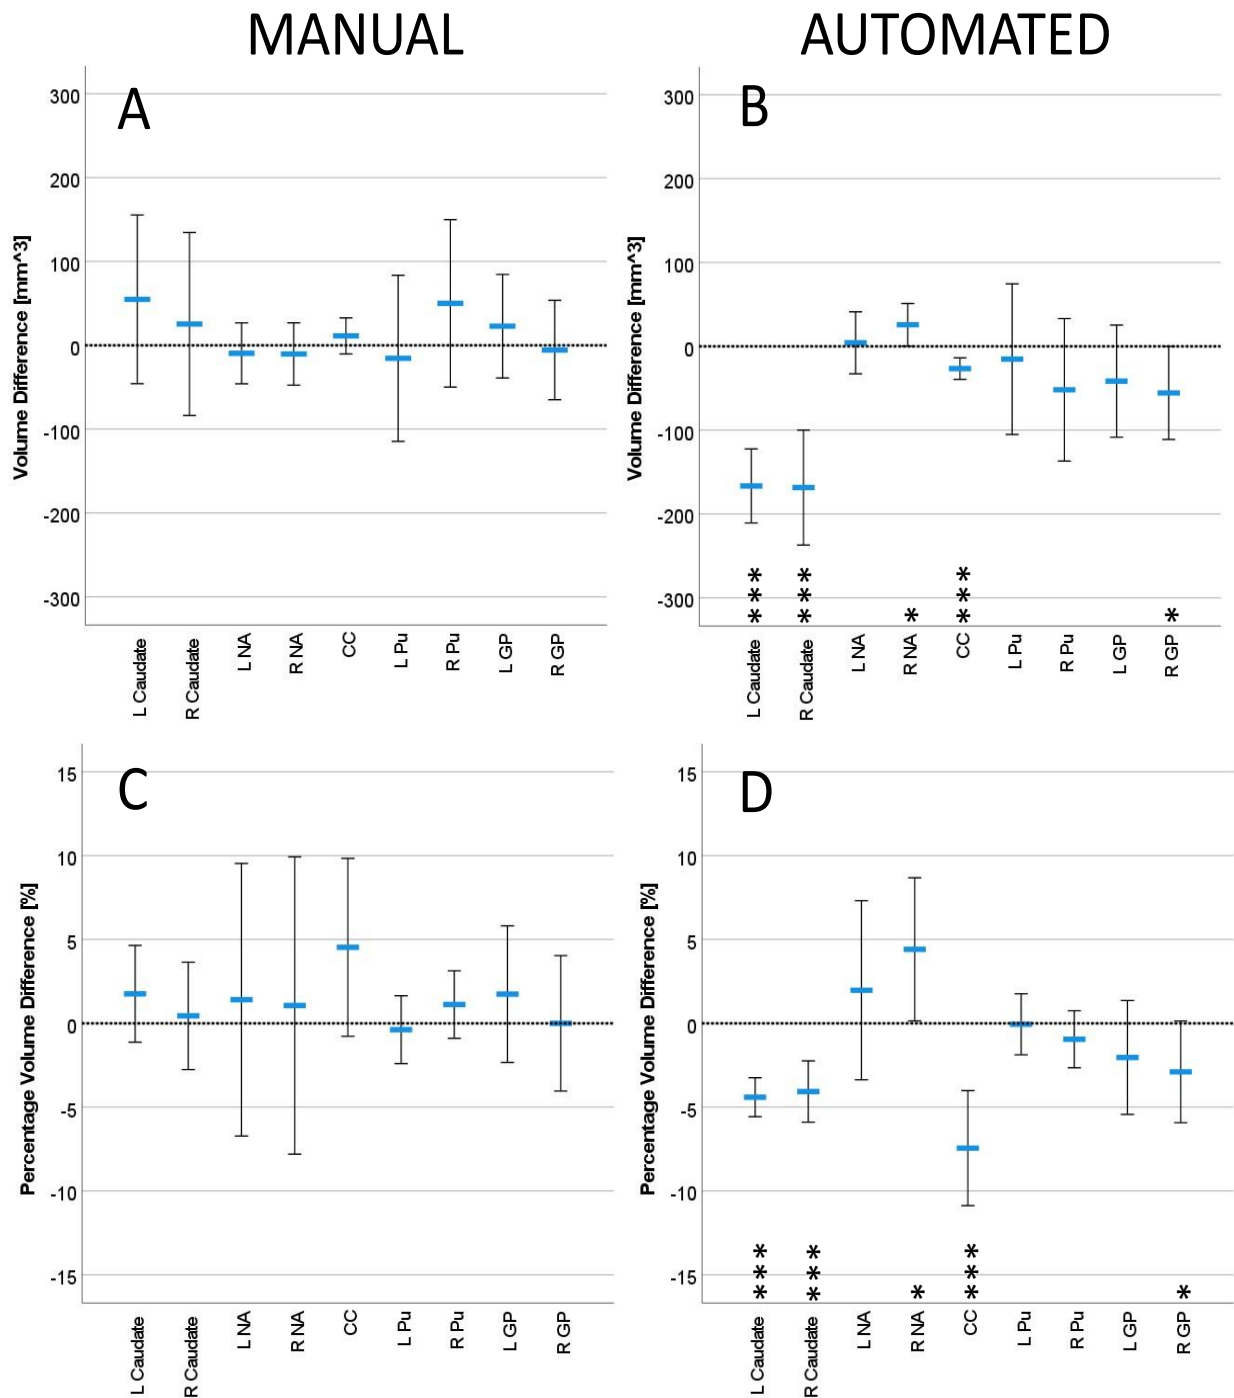 MANUAL
AUTOMATED
A
Volume Difference [mm^3]
300
200
100
0
-100
-200
-300
L Caudate
R Caudate
L NA
R NA
CC
L Pu
R Pu
L GP
R GP
B
Volume Difference [mm^3]
300
200
100
0
-100
-200
-300
***
***
*
***
*
L Caudate
R Caudate
L NA
R NA
CC
L Pu
R Pu
L GP
R GP
C
Percentage Volume Difference [%]
15
10
5
0
-5
-10
-15
L Caudate
R Caudate
L NA
R NA
CC
L Pu
R Pu
L GP
R GP
D
Percentage Volume Difference [%]
15
10
5
0
-5
-10
-15
***
***
*
***
*
L Caudate
R Caudate
L NA
R NA
CC
L Pu
R Pu
L GP
R GP